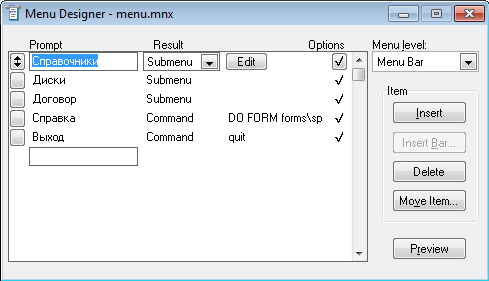 Menu Designer - menu.mnx
Prompt Result Options Menu level:
Справочники Submenu Edit Menu Bar
Диски Submenu
Договор Submenu Item
Справка Command DO FORM forms\sp Insert
Выход Command quit Insert Bar...
Delete
Move Item...
Preview